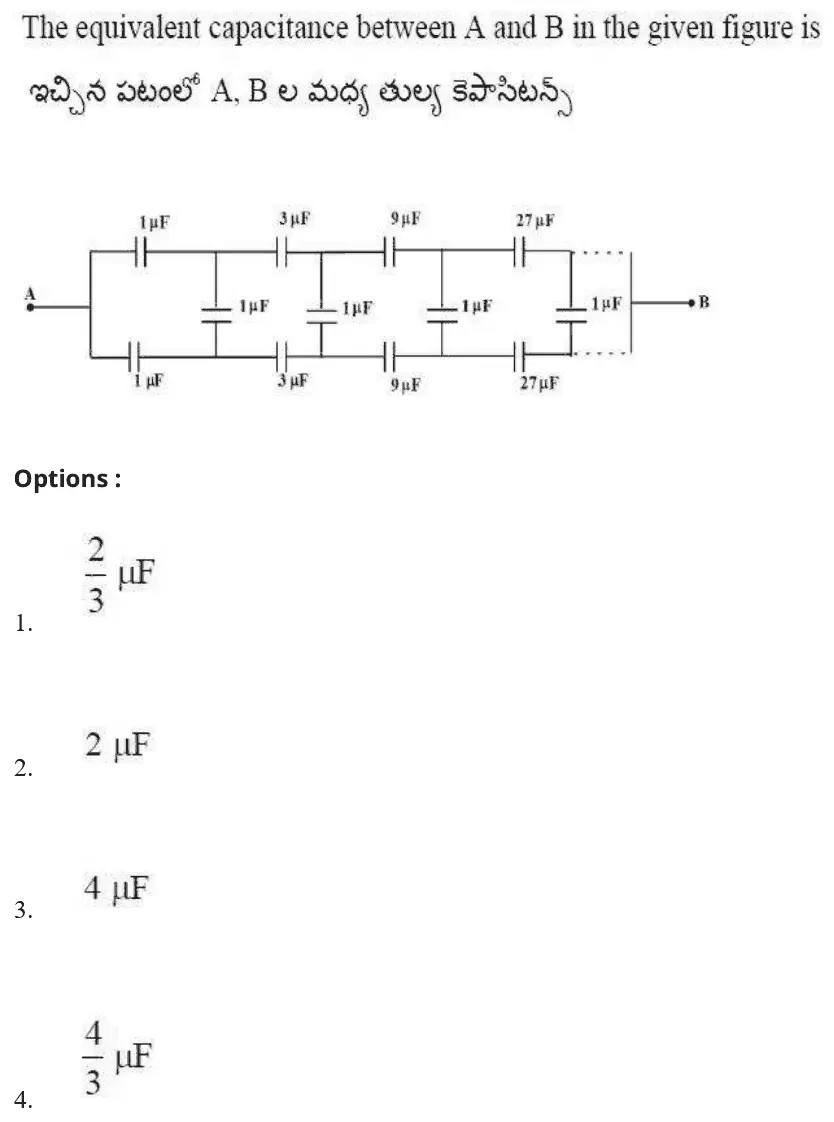 The equivalent capacitance between A and B in the given figure is
ఇచ్చిన పటంలో A, B ల మధ్య తుల్య కెపాసిటన్స్
1µF 3µF 9µF 27µF
A 1µF 1µF 1µF 1µF B
1 µF 3µF 9µF 27µF
Options :
1. 2/3 µF
2. 2 µF
3. 4 µF
4. 4/3 µF